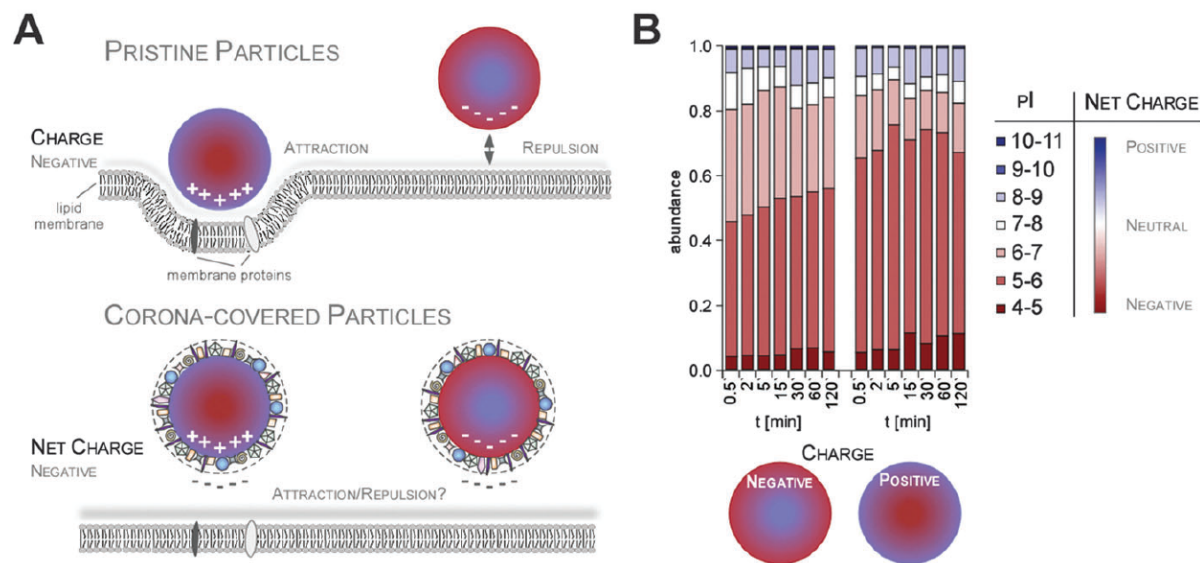 A
PRISTINE PARTICLES
CHARGE
NEGATIVE
ATTRACTION
REPULSION
+ + + + +
- - - - -
lipid
membrane
membrane proteins
CORONA-COVERED PARTICLES
+ + + + +
- - - - -
NET CHARGE
NEGATIVE
- - - - -
ATTRACTION/REPULSION?
B
abundance
1.0
0.8
0.6
0.4
0.2
0.0
0.5´ 2´ 5´ 15´ 30´ 60´ 120´
0.5´ 2´ 5´ 15´ 30´ 60´ 120´
t [min]
t [min]
CHARGE
NEGATIVE
POSITIVE
pI
NET CHARGE
10-11
9-10
8-9
7-8
6-7
5-6
4-5
POSITIVE
NEUTRAL
NEGATIVE